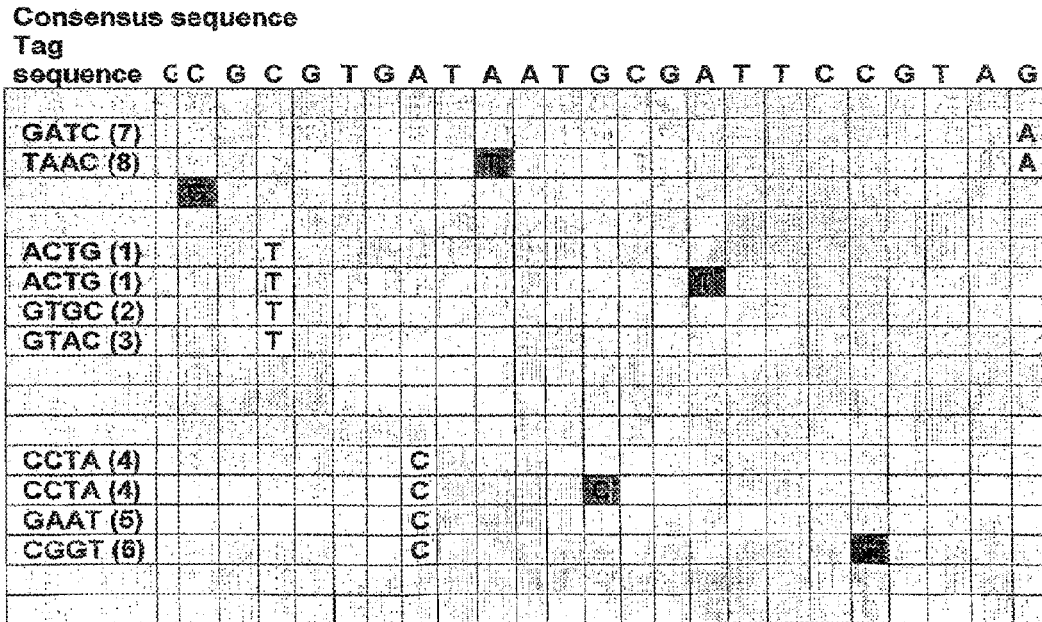 Consensus sequence
Tag
sequence G C G C G T G A T A A T G C G A T T C C G T A G
GATC (7) A
TAAC (8) A
ACTG (1) T
ACTG (1) T
GTGC (2) T
GTAC (3) T
CCTA (4) C
CCTA (4) C G
GAAT (5) C
CGGT (6) C